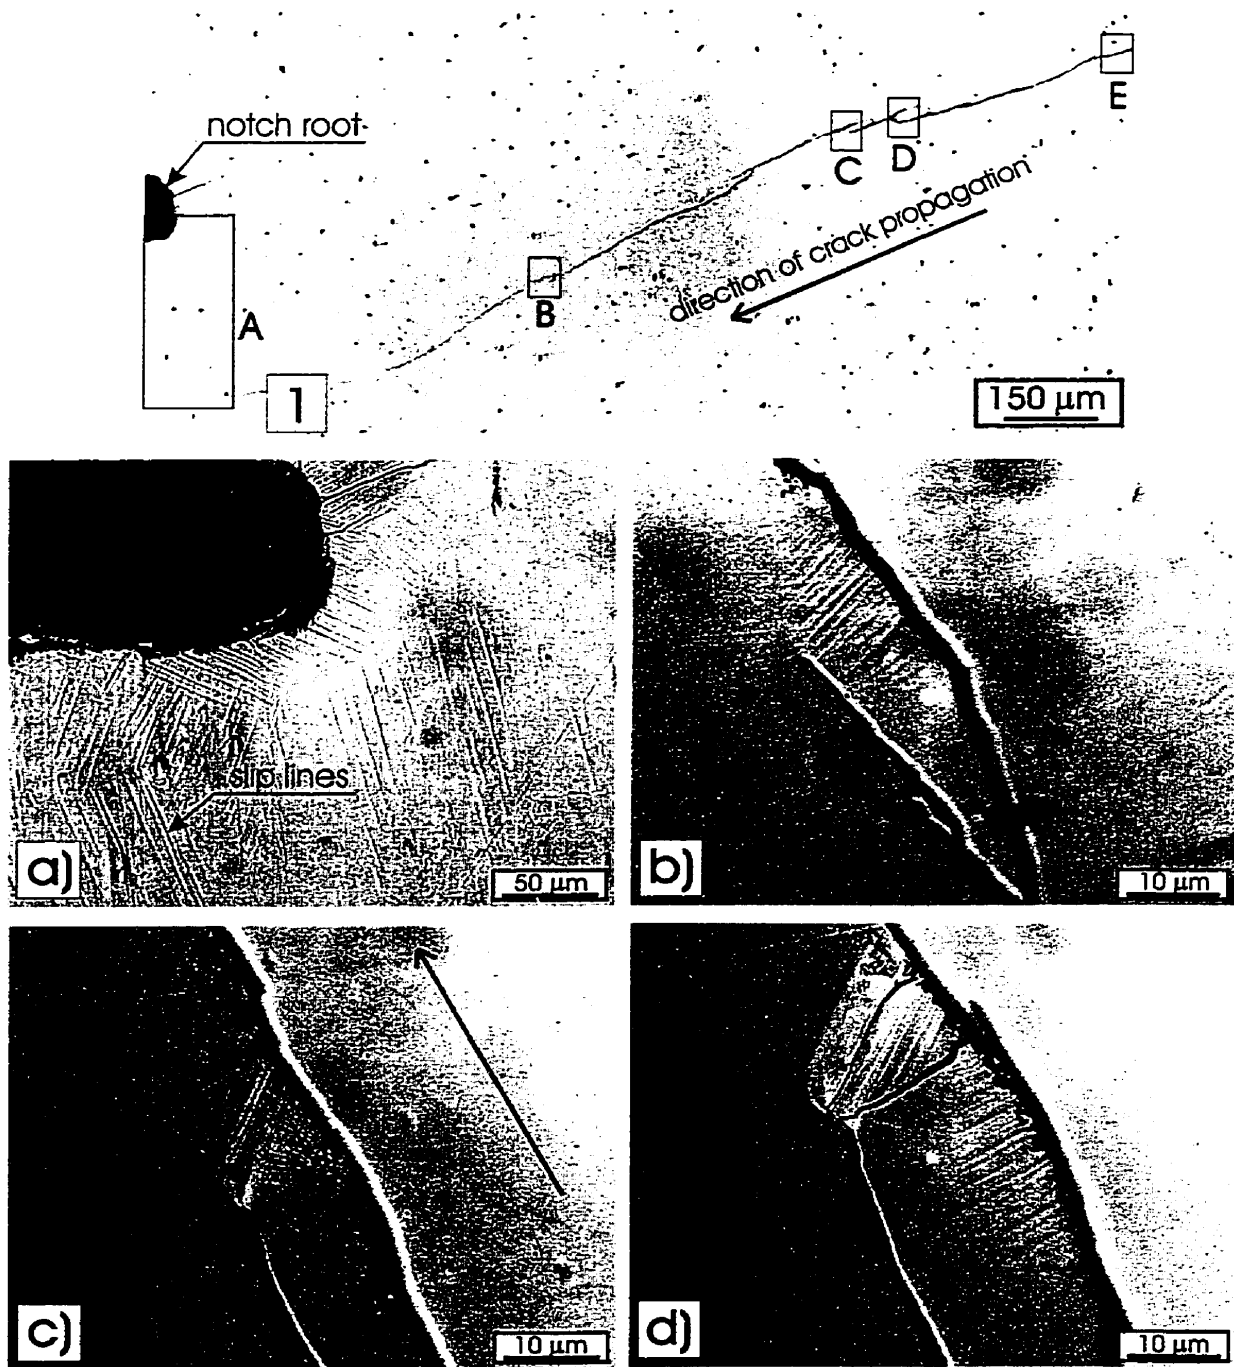 notch root
E
C
D
direction of crack propagation
B
A
1
150 μm
slip lines
a)
50 μm
b)
10 μm
c)
10 μm
d)
10 μm